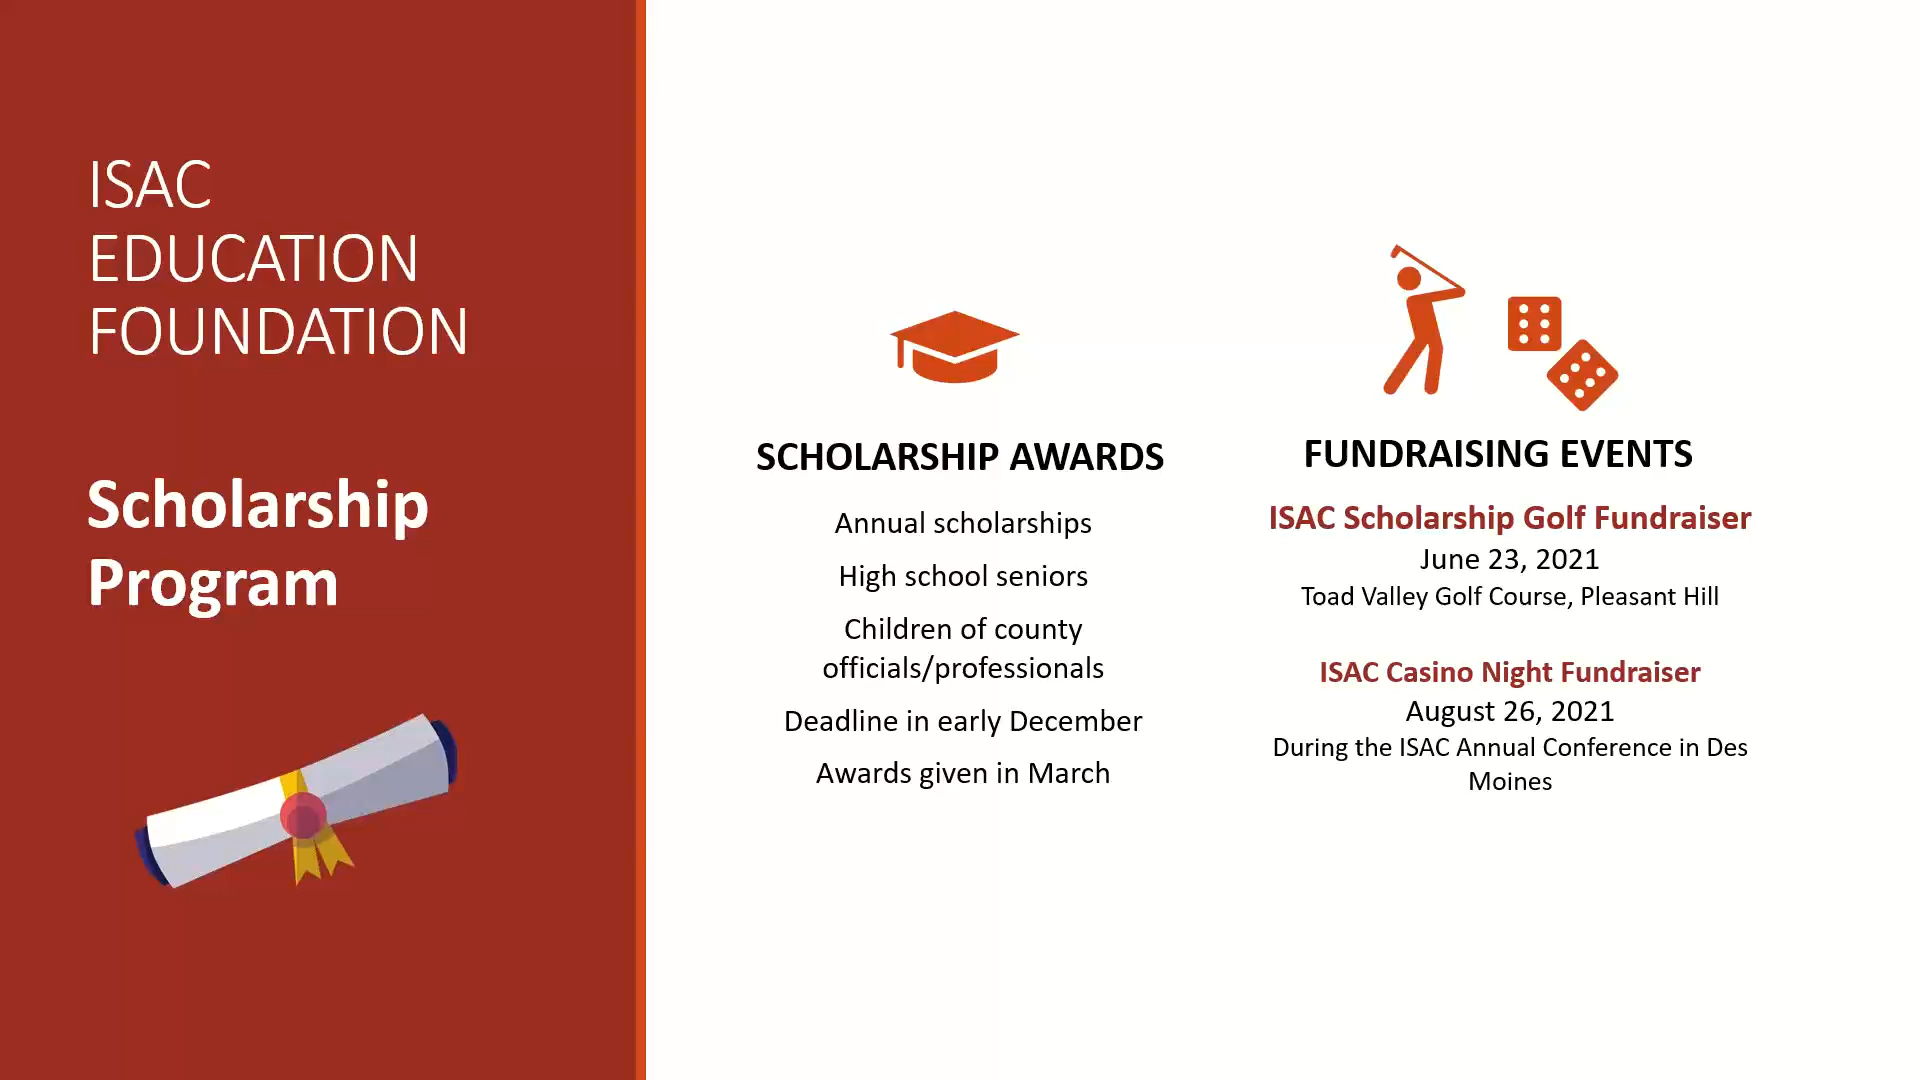 ISAC
EDUCATION
FOUNDATION
Scholarship
Program
SCHOLARSHIP AWARDS
Annual scholarships
High school seniors
Children of county
officials/professionals
Deadline in early December
Awards given in March
FUNDRAISING EVENTS
ISAC Scholarship Golf Fundraiser
June 23, 2021
Toad Valley Golf Course, Pleasant Hill
ISAC Casino Night Fundraiser
August 26, 2021
During the ISAC Annual Conference in Des
Moines